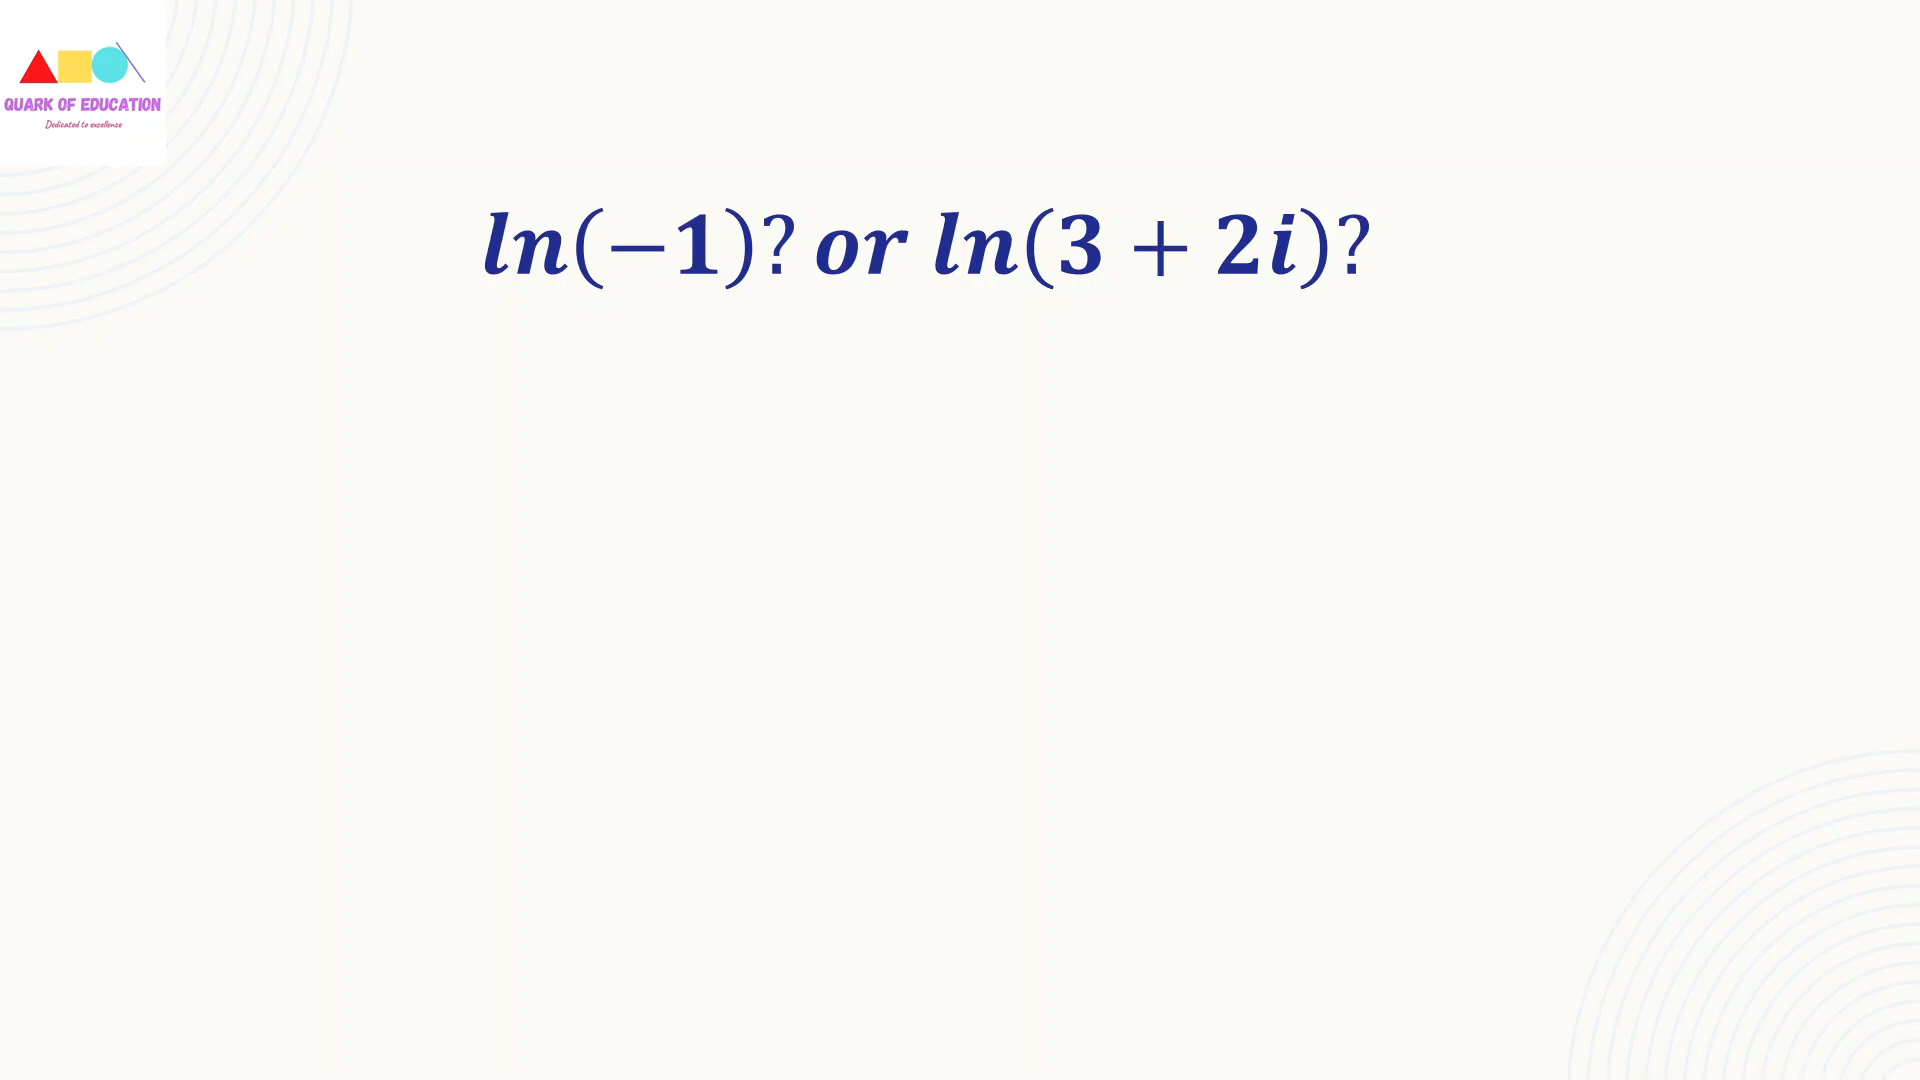 QUARK OF EDUCATION
Dedicated to excellence
ln(−1)? or ln(3 + 2i)?